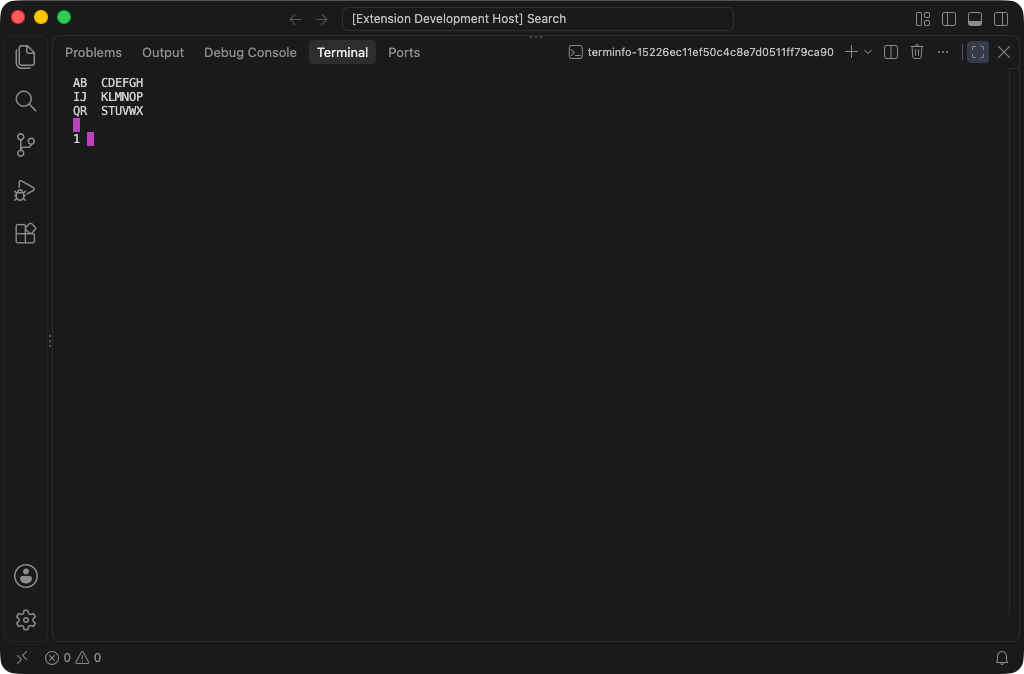 [Extension Development Host] Search
Problems Output Debug Console Terminal Ports terminfo-15226ec11ef50c4c8e7d0511ff79ca90
AB  CDEFGH
IJ  KLMNOP
QR  STUVWX
1
0 0